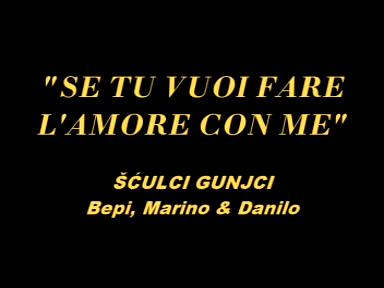 "SE TU VUOI FARE
L'AMORE CON ME"
ŠĆULCI GUNJCI
Bepi, Marino & Danilo